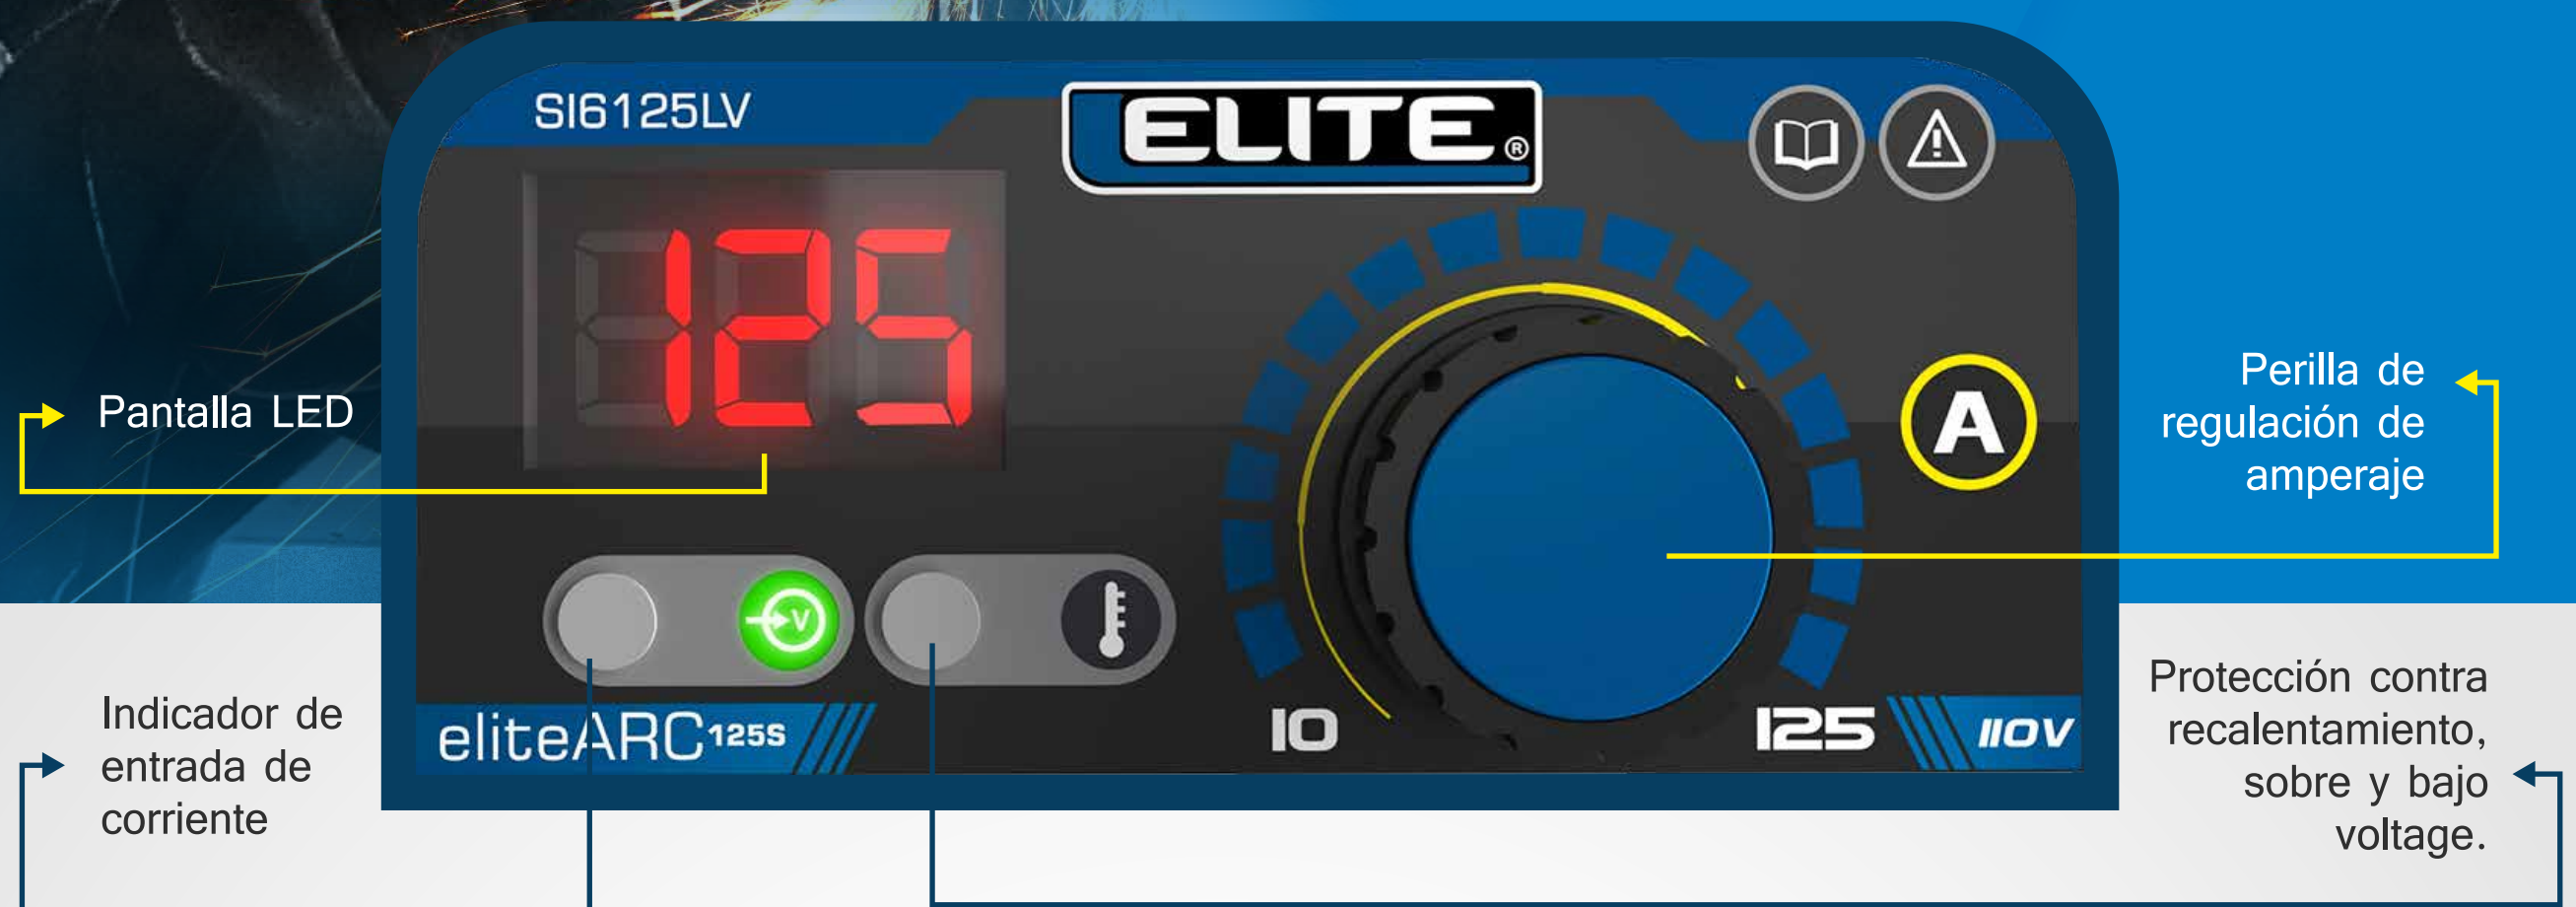 SI6125LV
ELITE®
125
A
Pantalla LED
Perilla de
regulación de
amperaje
V
10
125
110V
eliteARC125S
Indicador de
entrada de
corriente
Protección contra
recalentamiento,
sobre y bajo
voltage.